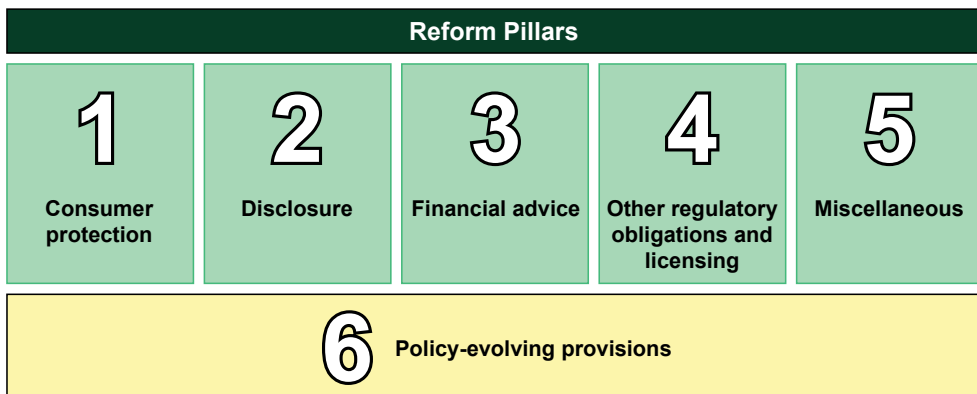 Reform Pillars
1
Consumer
protection
2
Disclosure
3
Financial advice
4
Other regulatory
obligations and
licensing
5
Miscellaneous
6 Policy-evolving provisions